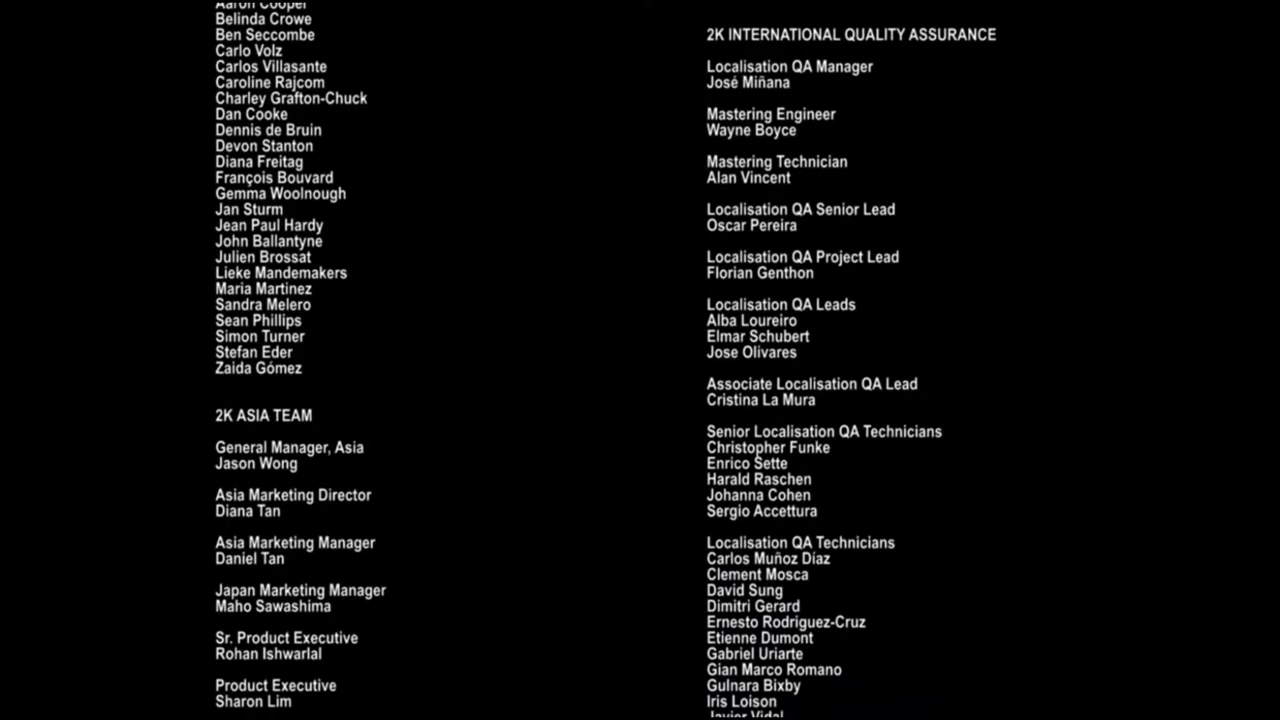 Aaron Cooper
Belinda Crowe
Ben Seccombe
Carlo Volz
Carlos Villasante
Caroline Rajcom
Charley Grafton-Chuck
Dan Cooke
Dennis de Bruin
Devon Stanton
Diana Freitag
François Bouvard
Gemma Woolnough
Jan Sturm
Jean Paul Hardy
John Ballantyne
Julien Brossat
Lieke Mandemakers
Maria Martinez
Sandra Melero
Sean Phillips
Simon Turner
Stefan Eder
Zaida Gómez
2K ASIA TEAM
General Manager, Asia
Jason Wong
Asia Marketing Director
Diana Tan
Asia Marketing Manager
Daniel Tan
Japan Marketing Manager
Maho Sawashima
Sr. Product Executive
Rohan Ishwarlal
Product Executive
Sharon Lim
2K INTERNATIONAL QUALITY ASSURANCE
Localisation QA Manager
José Miñana
Mastering Engineer
Wayne Boyce
Mastering Technician
Alan Vincent
Localisation QA Senior Lead
Oscar Pereira
Localisation QA Project Lead
Florian Genthon
Localisation QA Leads
Alba Loureiro
Elmar Schubert
Jose Olivares
Associate Localisation QA Lead
Cristina La Mura
Senior Localisation QA Technicians
Christopher Funke
Enrico Sette
Harald Raschen
Johanna Cohen
Sergio Accettura
Localisation QA Technicians
Carlos Muñoz Díaz
Clement Mosca
David Sung
Dimitri Gerard
Ernesto Rodriguez-Cruz
Etienne Dumont
Gabriel Uriarte
Gian Marco Romano
Gulnara Bixby
Iris Loison
Javier Vidal